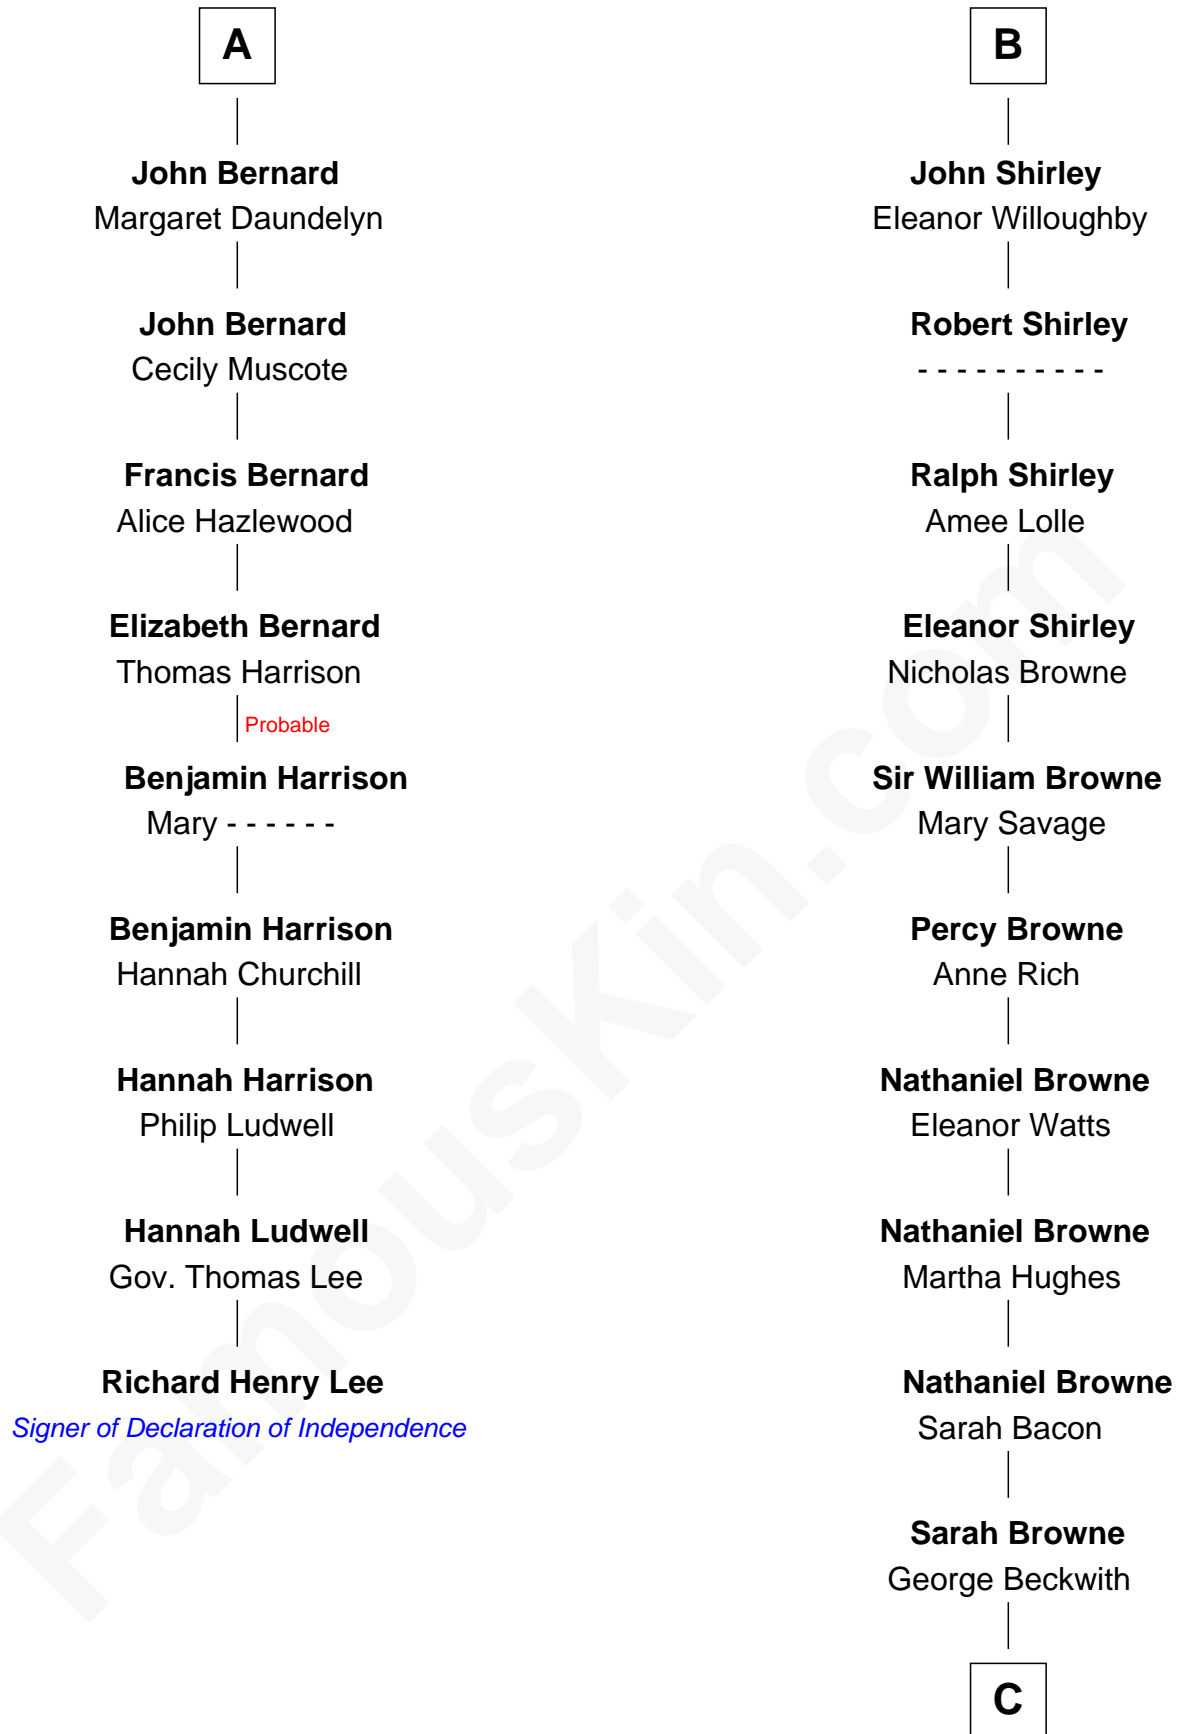 A
John Bernard
Margaret Daundelyn
John Bernard
Cecily Muscote
Francis Bernard
Alice Hazlewood
Elizabeth Bernard
Thomas Harrison
Probable
Benjamin Harrison
Mary - - - - - -
Benjamin Harrison
Hannah Churchill
Hannah Harrison
Philip Ludwell
Hannah Ludwell
Gov. Thomas Lee
Richard Henry Lee
Signer of Declaration of Independence
B
John Shirley
Eleanor Willoughby
Robert Shirley
- - - - - - - - - -
Ralph Shirley
Amee Lolle
Eleanor Shirley
Nicholas Browne
Sir William Browne
Mary Savage
Percy Browne
Anne Rich
Nathaniel Browne
Eleanor Watts
Nathaniel Browne
Martha Hughes
Nathaniel Browne
Sarah Bacon
Sarah Browne
George Beckwith
C
FamousKin.com